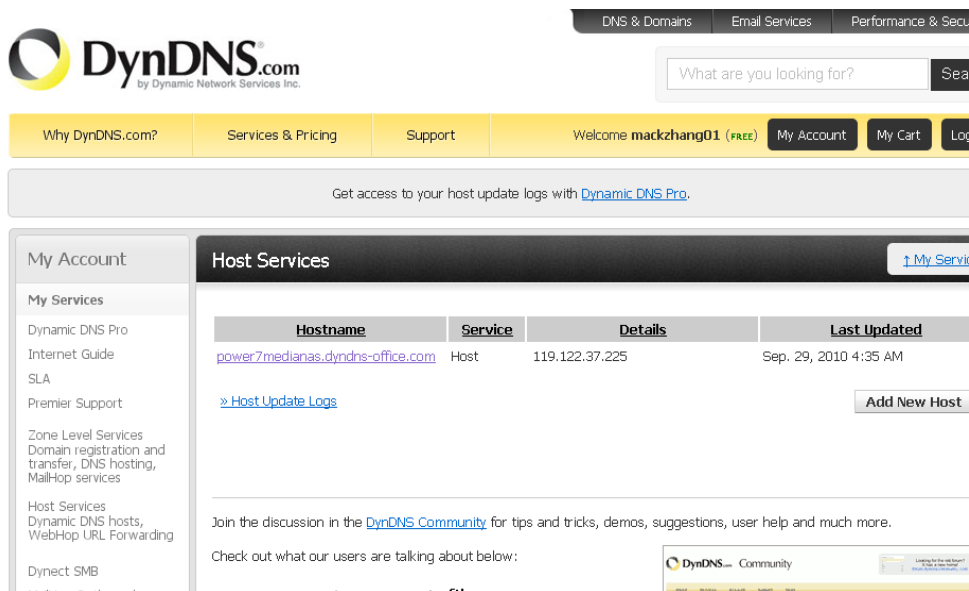 DNS & Domains Email Services Performance & Secu
DynDNS.com
by Dynamic Network Services Inc.
What are you looking for? Sea
Why DynDNS.com? Services & Pricing Support Welcome mackzhang01 (FREE) My Account My Cart Log
Get access to your host update logs with Dynamic DNS Pro.
My Account
Host Services
↑ My Servic
My Services
Dynamic DNS Pro
Internet Guide
SLA
Premier Support
Zone Level Services
Domain registration and
transfer, DNS hosting,
MailHop services
Host Services
Dynamic DNS hosts,
WebHop URL Forwarding
Dynect SMB
Hostname Service Details Last Updated
power7medianas.dyndns-office.com Host 119.122.37.225 Sep. 29, 2010 4:35 AM
» Host Update Logs
Add New Host
Join the discussion in the DynDNS Community for tips and tricks, demos, suggestions, user help and much more.
Check out what our users are talking about below:
DynDNS.com Community